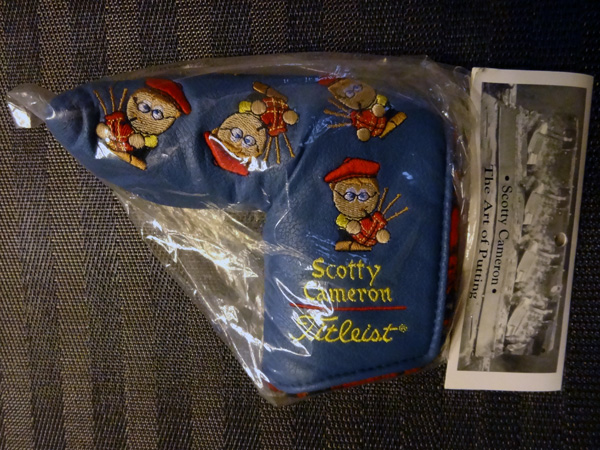 Scotty
Cameron
Titleist®
• Scotty Cameron •
The Art of Putting